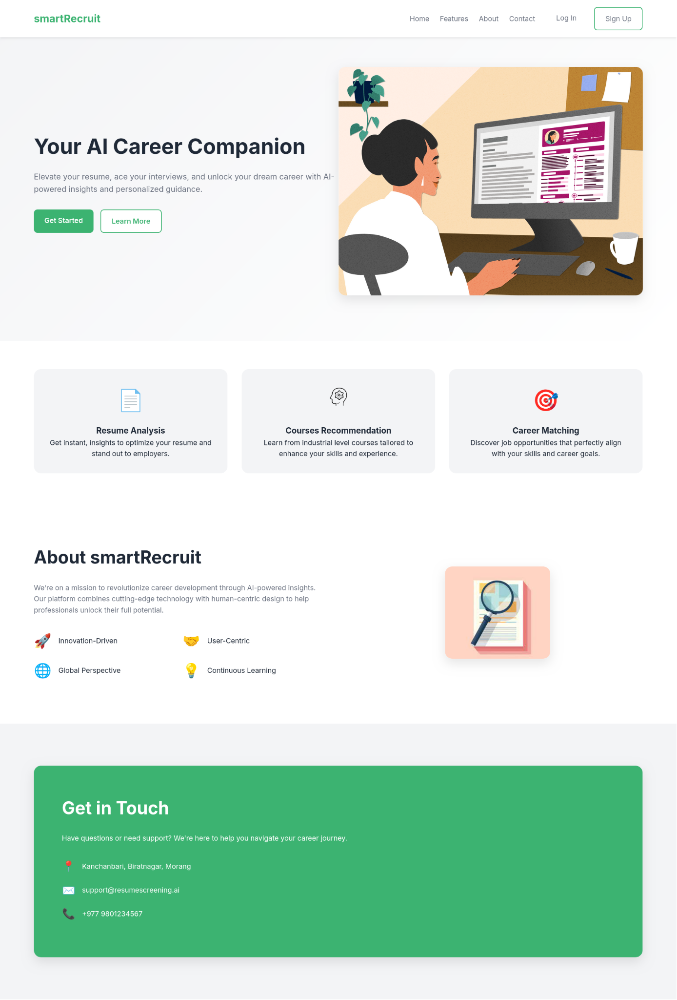 smartRecruit
Home Features About Contact Log In Sign Up
Your AI Career Companion
Elevate your resume, ace your interviews, and unlock your dream career with AI-
powered insights and personalized guidance.
Get Started Learn More
Resume Analysis
Get instant, insights to optimize your resume and
stand out to employers.
Courses Recommendation
Learn from industrial level courses tailored to
enhance your skills and experience.
Career Matching
Discover job opportunities that perfectly align
with your skills and career goals.
About smartRecruit
We're on a mission to revolutionize career development through AI-powered insights.
Our platform combines cutting-edge technology with human-centric design to help
professionals unlock their full potential.
Innovation-Driven
User-Centric
Global Perspective
Continuous Learning
Get in Touch
Have questions or need support? We're here to help you navigate your career journey.
Kanchanbari, Biratnagar, Morang
support@resumescreening.ai
+977 9801234567